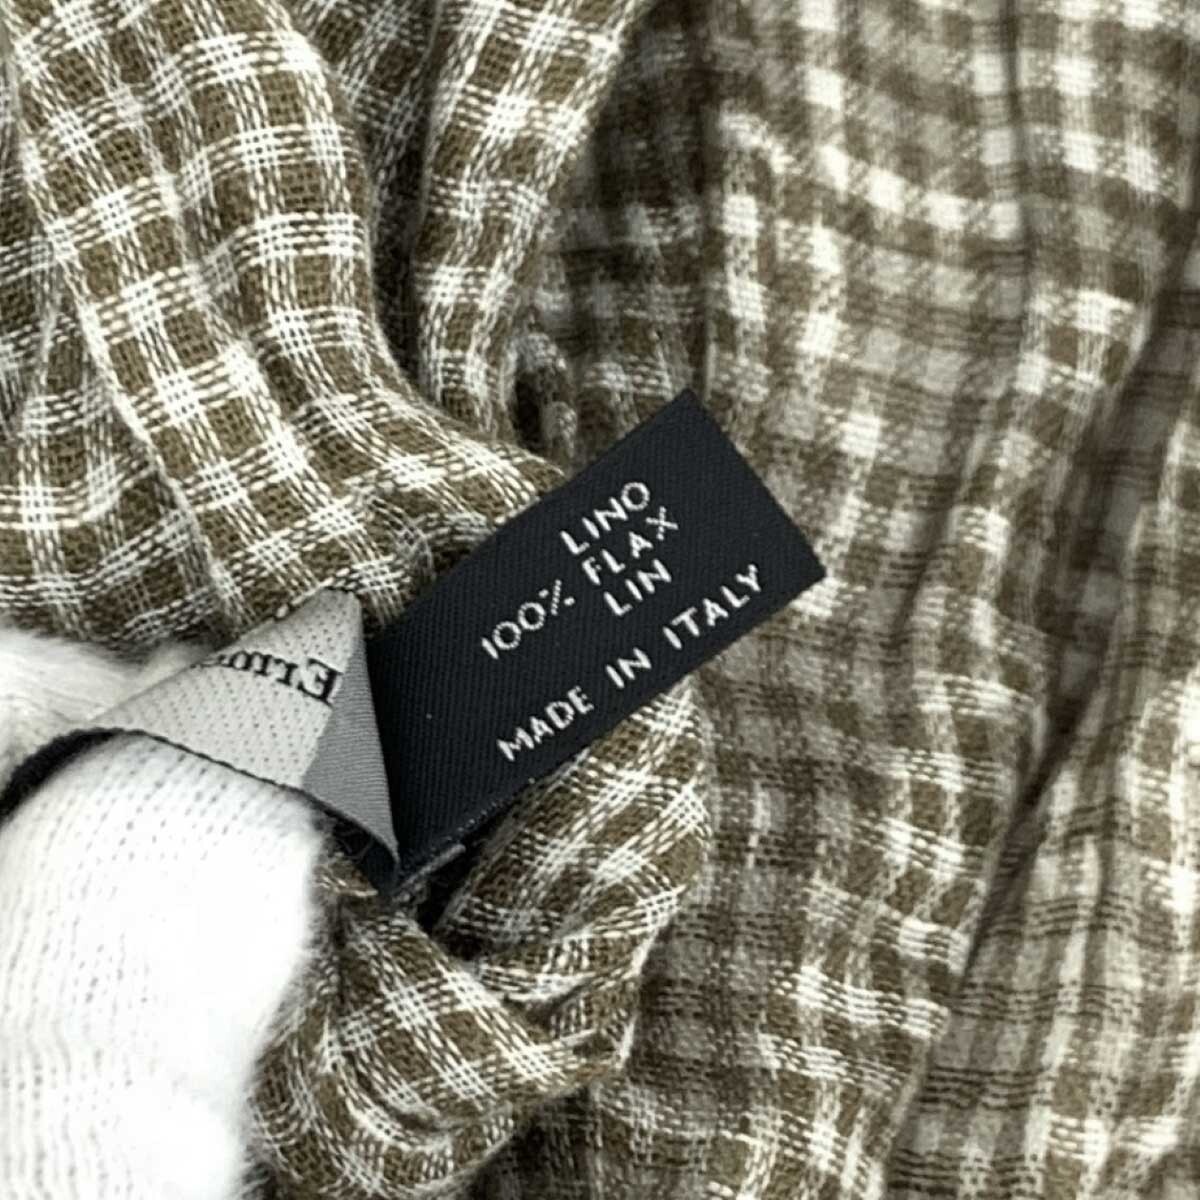 100% LINO
FLAX
LIN
MADE IN ITALY